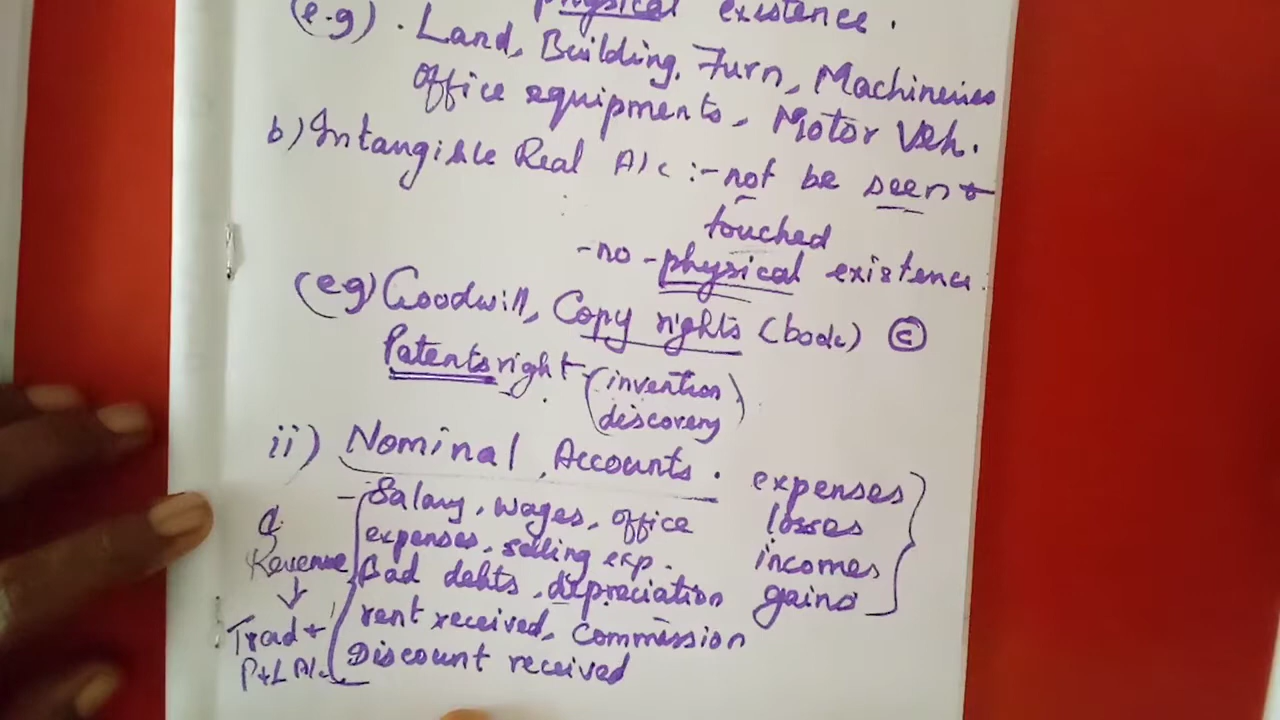 physical existence.
(e.g) . Land, Building, Furn, Machineries
Office equipments, Motor Veh.
b) Intangible Real A/c :- not be seen +
touched
- no - physical existence.
(eg) Goodwill, Copy rights (book) ©
Patents right - (invention
discovery)
ii) Nominal Accounts. expenses
- Salary, wages, office losses
expenses, selling exp. incomes
Bad debts, depreciation gains
rent received, Commission
Discount received
Revenue
↓
Trad +
P+L A/c